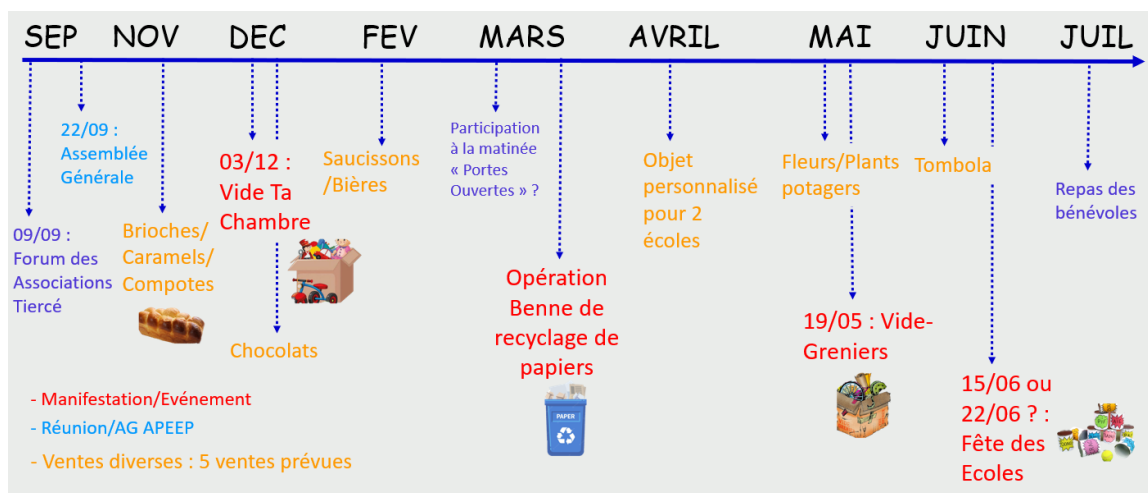 SEP NOV DEC FEV MARS AVRIL MAI JUIN JUIL
09/09 :
Forum des
Associations
Tiercé
22/09 :
Assemblée
Générale
Brioches/
Caramels/
Compotes
03/12 :
Vide Ta
Chambre
Chocolats
Saucissons
/Bières
Participation
à la matinée
« Portes
Ouvertes » ?
Opération
Benne de
recyclage de
papiers
PAPER
Objet
personnalisé
pour 2
écoles
Fleurs/Plants
potagers
19/05 : Vide-
Greniers
Tombola
15/06 ou
22/06 ? :
Fête des
Ecoles
Repas des
bénévoles
- Manifestation/Evénement
- Réunion/AG APEEP
- Ventes diverses : 5 ventes prévues